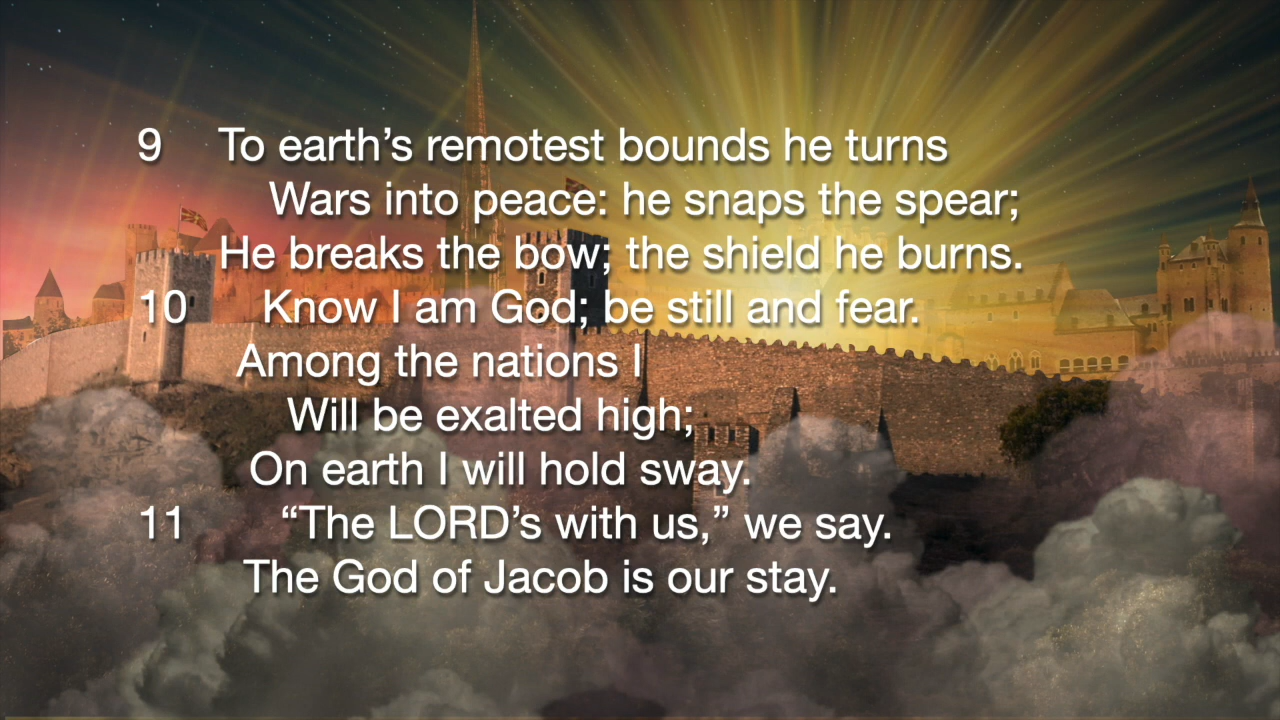 9 To earth’s remotest bounds he turns
Wars into peace: he snaps the spear;
He breaks the bow; the shield he burns.
10 Know I am God; be still and fear.
Among the nations I
Will be exalted high;
On earth I will hold sway.
11 “The LORD’s with us,” we say.
The God of Jacob is our stay.